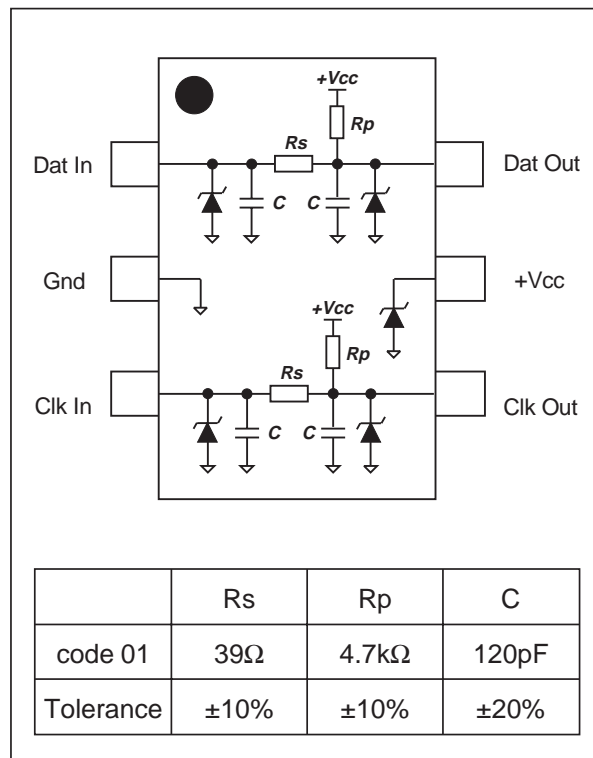 +Vcc
Rp
Rs
Dat In
Dat Out
C
C
Gnd
+Vcc
+Vcc
Rp
Rs
Clk In
Clk Out
C
C
Rs Rp C
code 01 39Ω 4.7kΩ 120pF
Tolerance ±10% ±10% ±20%